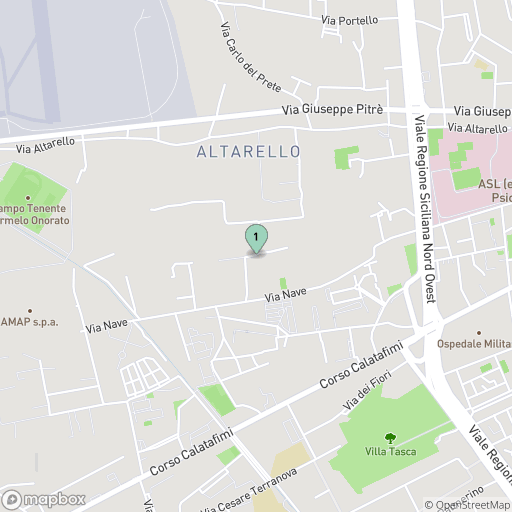 Via Portello
Via Carlo del Prete
Via Giuseppe Pitrè
Via Giusep
Via Altarello
Via Altarello
ALTARELLO
Viale Regione Siciliana Nord Ovest
ASL (e
Psic
ampo Tenente
rmelo Onorato
1
Via Nave
AMAP s.p.a.
Via Nave
Ospedale Milita
Corso Calatafimi
Via dei Fiori
Villa Tasca
Viale Region
Corso Calatafimi
Via Cesare Terranova
nerino
mapbox
© OpenStreetMap